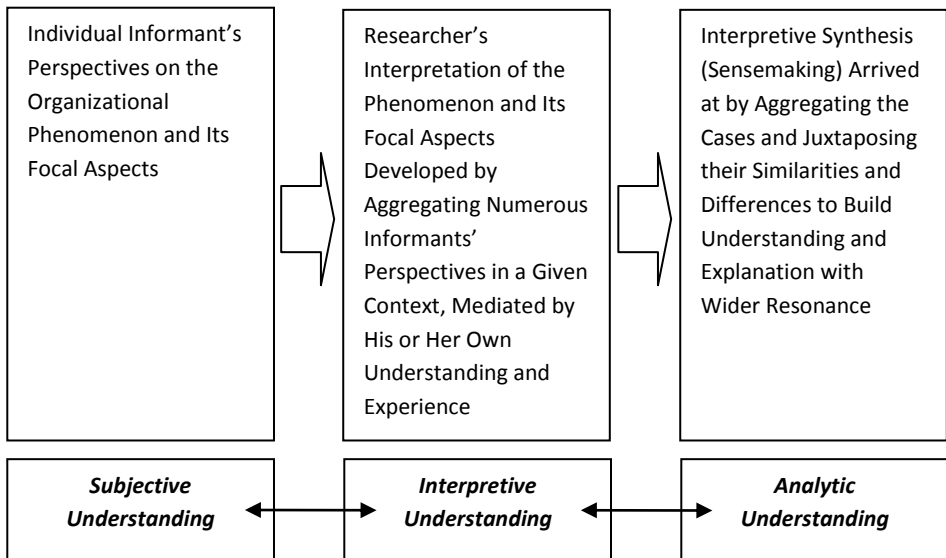 Individual Informant’s
Perspectives on the
Organizational
Phenomenon and Its
Focal Aspects
Researcher’s
Interpretation of the
Phenomenon and Its
Focal Aspects
Developed by
Aggregating Numerous
Informants’
Perspectives in a Given
Context, Mediated by
His or Her Own
Understanding and
Experience
Interpretive Synthesis
(Sensemaking) Arrived
at by Aggregating the
Cases and Juxtaposing
their Similarities and
Differences to Build
Understanding and
Explanation with
Wider Resonance
Subjective
Understanding
Interpretive
Understanding
Analytic
Understanding